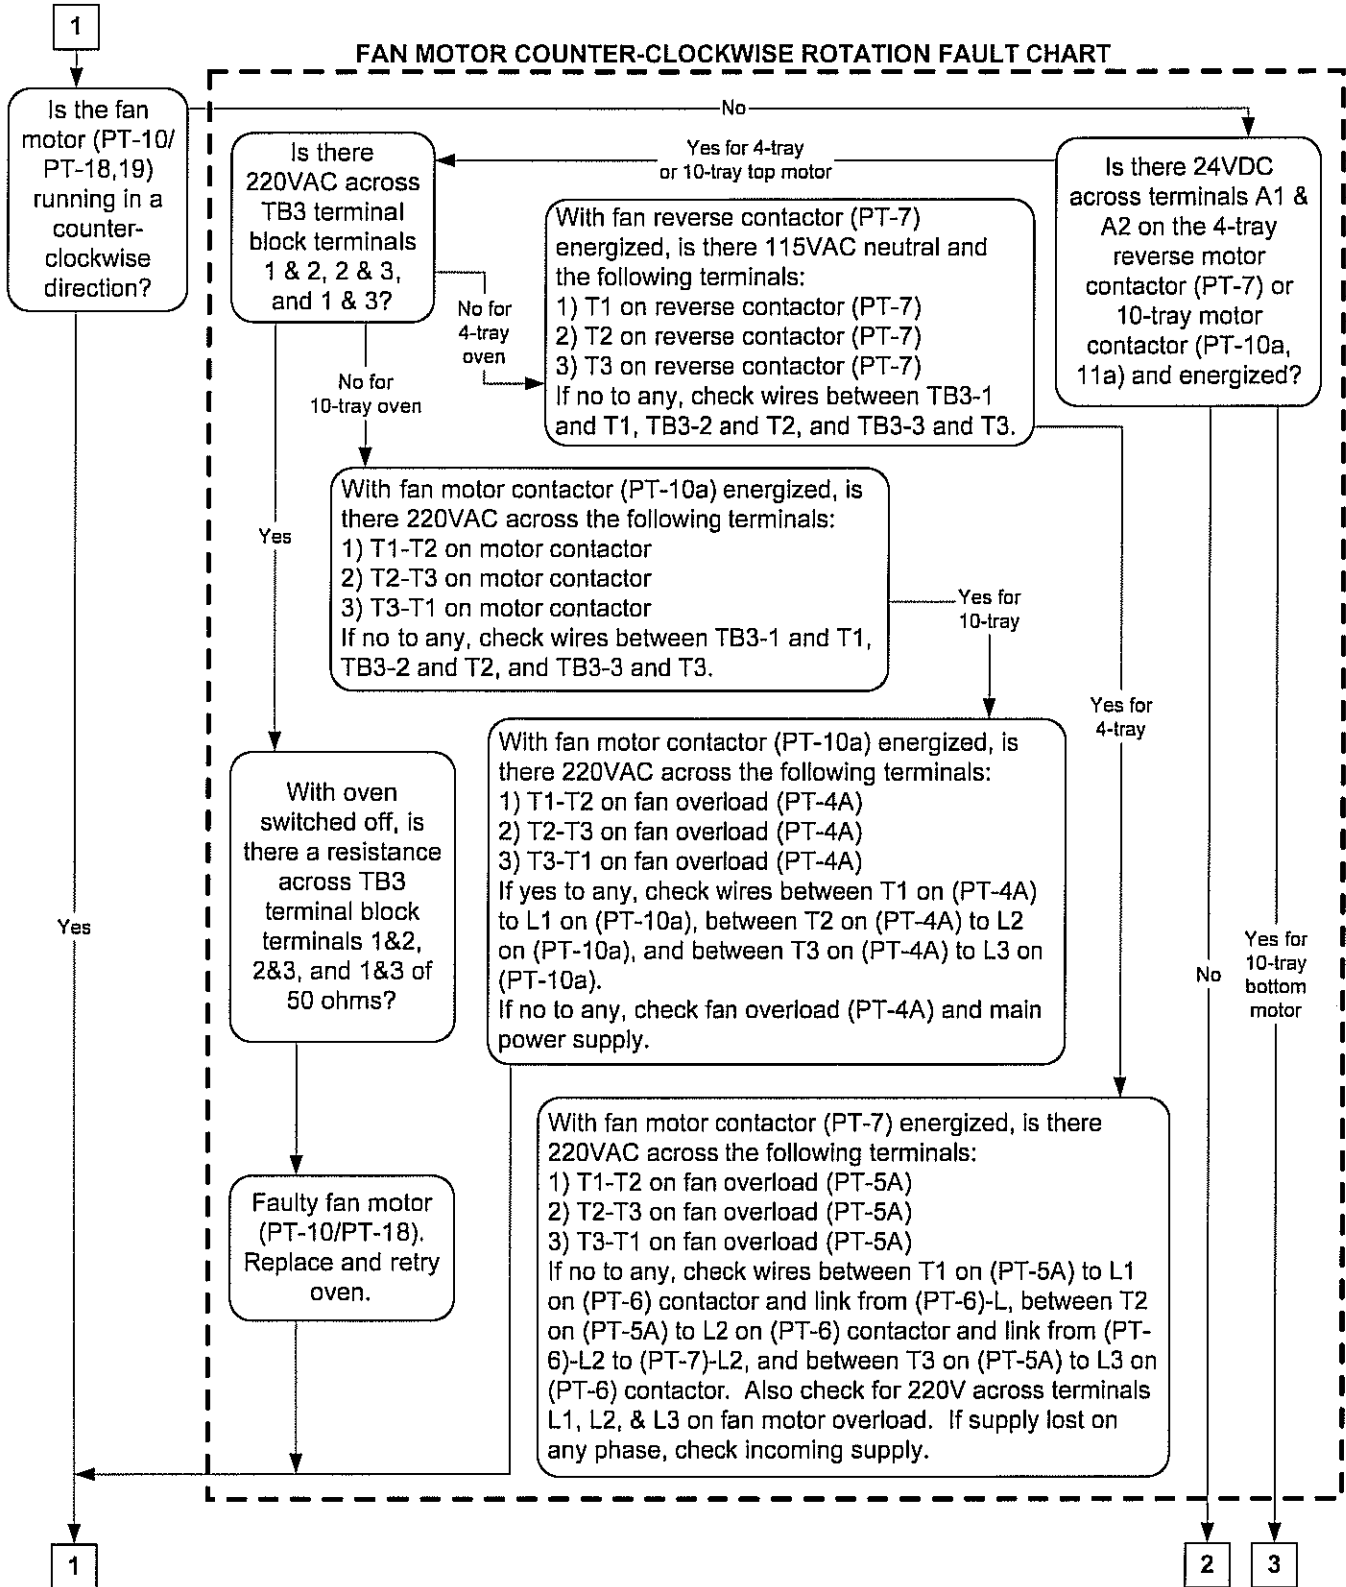 1
FAN MOTOR COUNTER-CLOCKWISE ROTATION FAULT CHART
Is the fan
motor (PT-10/
PT-18,19)
running in a
counter-
clockwise
direction?
No
Is there
220VAC across
TB3 terminal
block terminals
1 & 2, 2 & 3,
and 1 & 3?
Yes for 4-tray
or 10-tray top motor
Is there 24VDC
across terminals A1 &
A2 on the 4-tray
reverse motor
contactor (PT-7) or
10-tray motor
contactor (PT-10a,
11a) and energized?
With fan reverse contactor (PT-7)
energized, is there 115VAC neutral and
the following terminals:
1) T1 on reverse contactor (PT-7)
2) T2 on reverse contactor (PT-7)
3) T3 on reverse contactor (PT-7)
If no to any, check wires between TB3-1
and T1, TB3-2 and T2, and TB3-3 and T3.
No for
4-tray
oven
No for
10-tray oven
Yes
With fan motor contactor (PT-10a) energized, is
there 220VAC across the following terminals:
1) T1-T2 on motor contactor
2) T2-T3 on motor contactor
3) T3-T1 on motor contactor
If no to any, check wires between TB3-1 and T1,
TB3-2 and T2, and TB3-3 and T3.
Yes for
10-tray
Yes for
4-tray
With oven
switched off, is
there a resistance
across TB3
terminal block
terminals 1&2,
2&3, and 1&3 of
50 ohms?
With fan motor contactor (PT-10a) energized, is
there 220VAC across the following terminals:
1) T1-T2 on fan overload (PT-4A)
2) T2-T3 on fan overload (PT-4A)
3) T3-T1 on fan overload (PT-4A)
If yes to any, check wires between T1 on (PT-4A)
to L1 on (PT-10a), between T2 on (PT-4A) to L2
on (PT-10a), and between T3 on (PT-4A) to L3 on
(PT-10a).
If no to any, check fan overload (PT-4A) and main
power supply.
Yes
No
Yes for
10-tray
bottom
motor
Faulty fan motor
(PT-10/PT-18).
Replace and retry
oven.
With fan motor contactor (PT-7) energized, is there
220VAC across the following terminals:
1) T1-T2 on fan overload (PT-5A)
2) T2-T3 on fan overload (PT-5A)
3) T3-T1 on fan overload (PT-5A)
If no to any, check wires between T1 on (PT-5A) to L1
on (PT-6) contactor and link from (PT-6)-L, between T2
on (PT-5A) to L2 on (PT-6) contactor and link from (PT-
6)-L2 to (PT-7)-L2, and between T3 on (PT-5A) to L3 on
(PT-6) contactor. Also check for 220V across terminals
L1, L2, & L3 on fan motor overload. If supply lost on
any phase, check incoming supply.
1
2
3